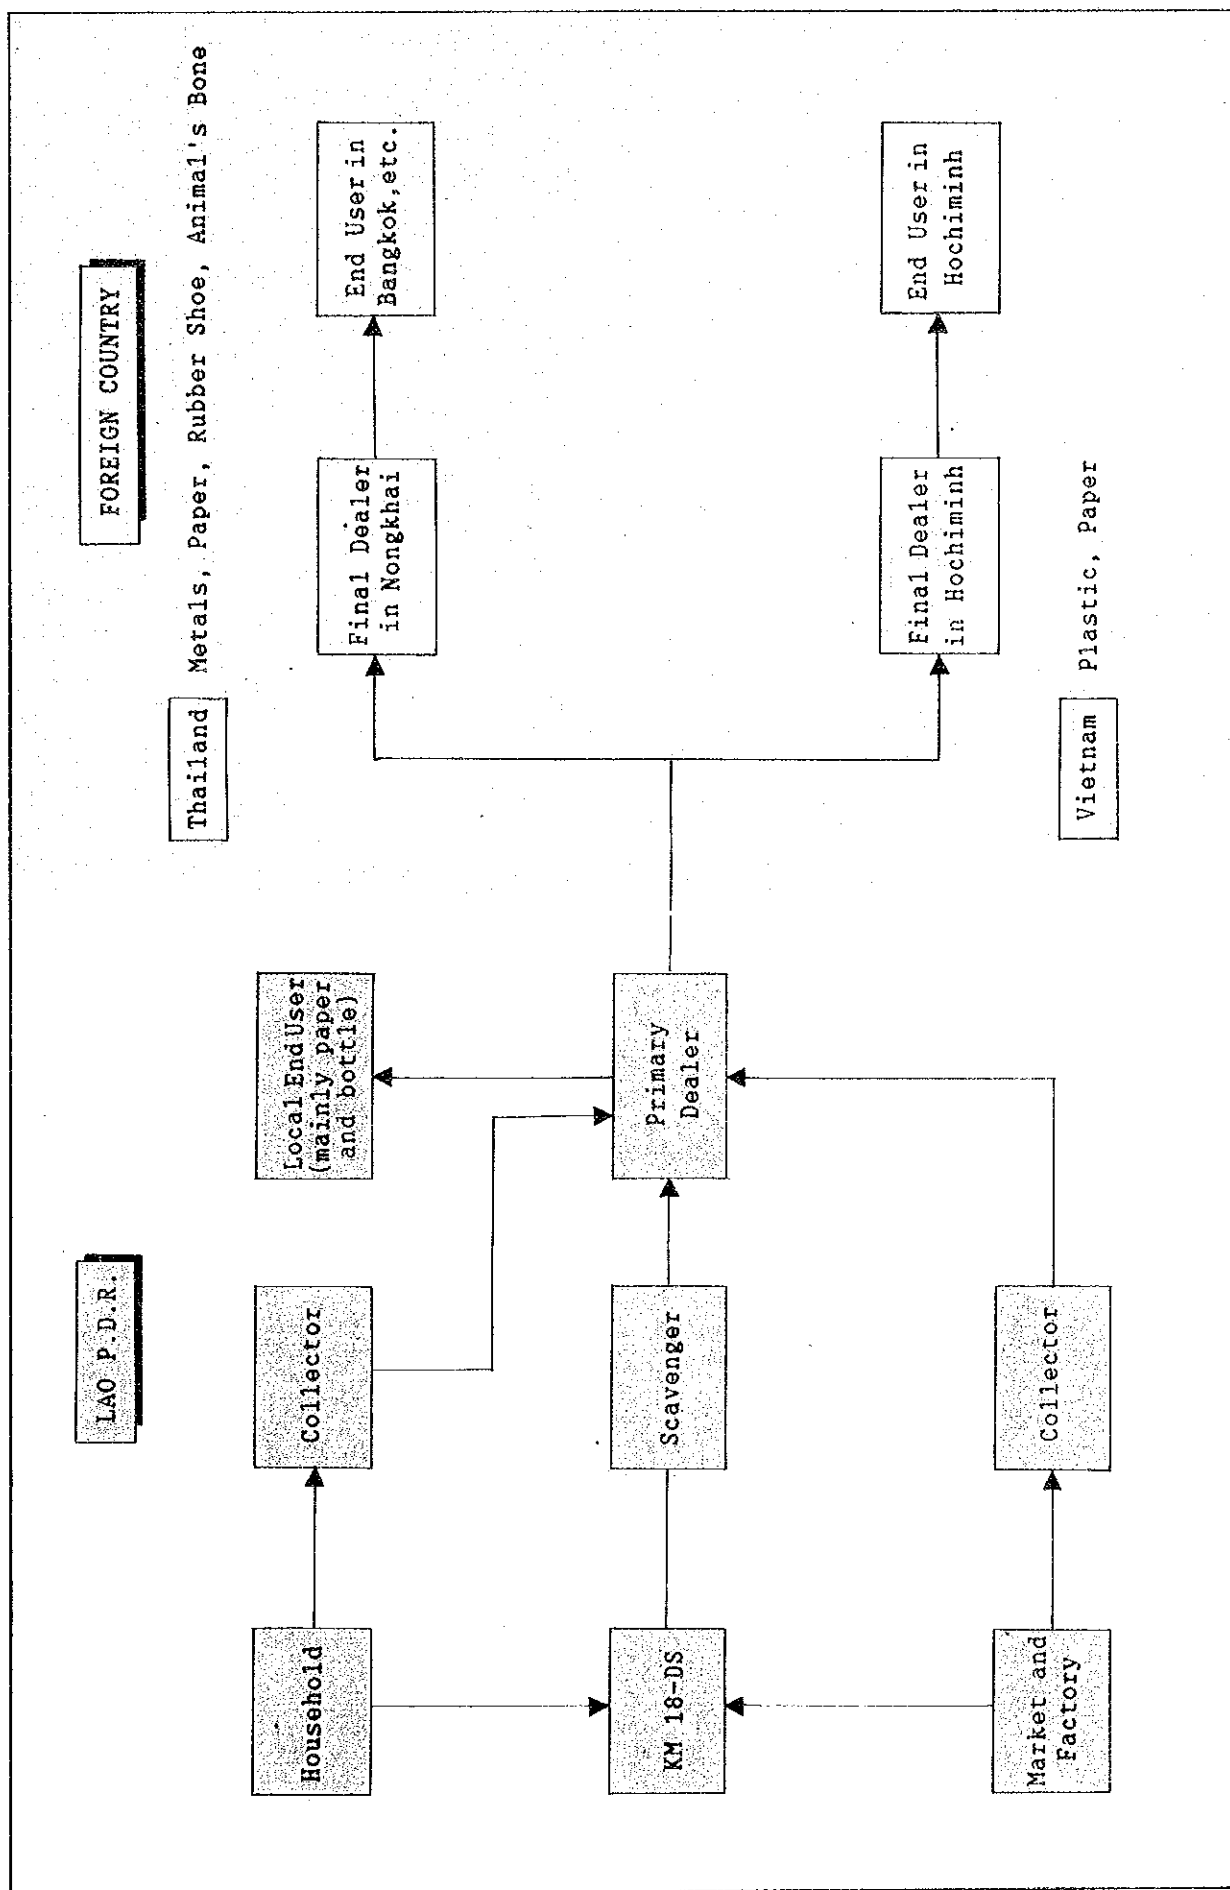 LAO P.D.R.
FOREIGN COUNTRY
Thailand
Metals, Paper, Rubber Shoe, Animal's Bone
Household
Collector
Local End User
(mainly paper
and bottle)
Final Dealer
in Nongkhai
End User in
Bangkok,etc.
KM 18-DS
Scavenger
Primary
Dealer
Market and
Factory
Collector
Final Dealer
in Hochiminh
End User in
Hochiminh
Vietnam
Plastic, Paper